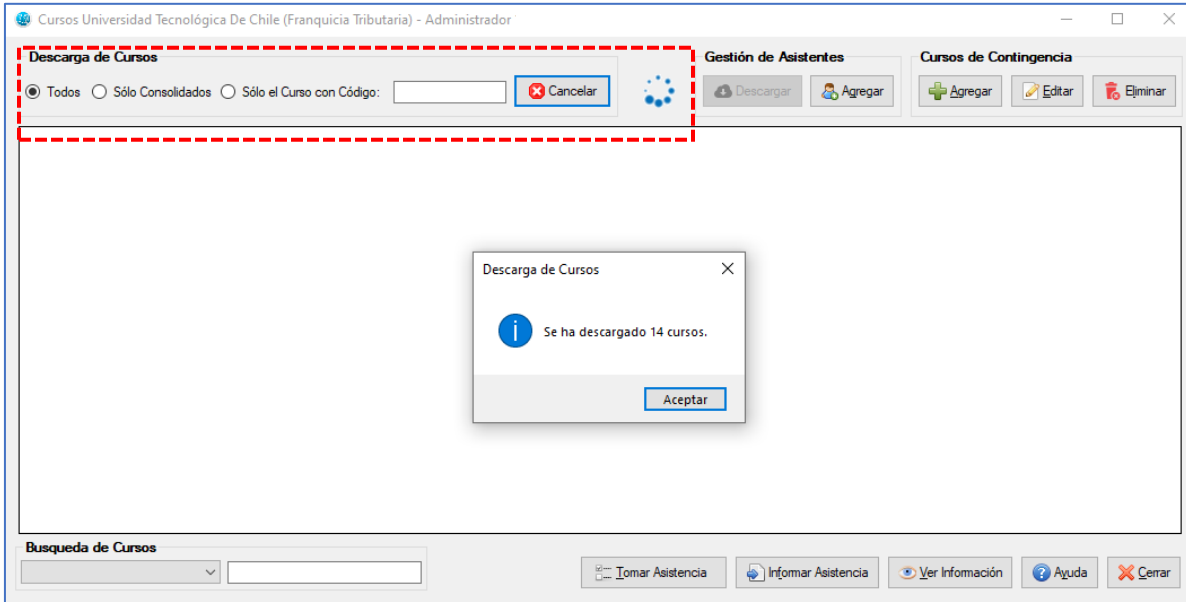 Cursos Universidad Tecnológica De Chile (Franquicia Tributaria) - Administrador
Descarga de Cursos
Todos Sólo Consolidados Sólo el Curso con Código: Cancelar
Gestión de Asistentes
Descargar Agregar
Cursos de Contingencia
Agregar Editar Eliminar
Descarga de Cursos
Se ha descargado 14 cursos.
Aceptar
Busqueda de Cursos
Tomar Asistencia Informar Asistencia Ver Información Ayuda Cerrar